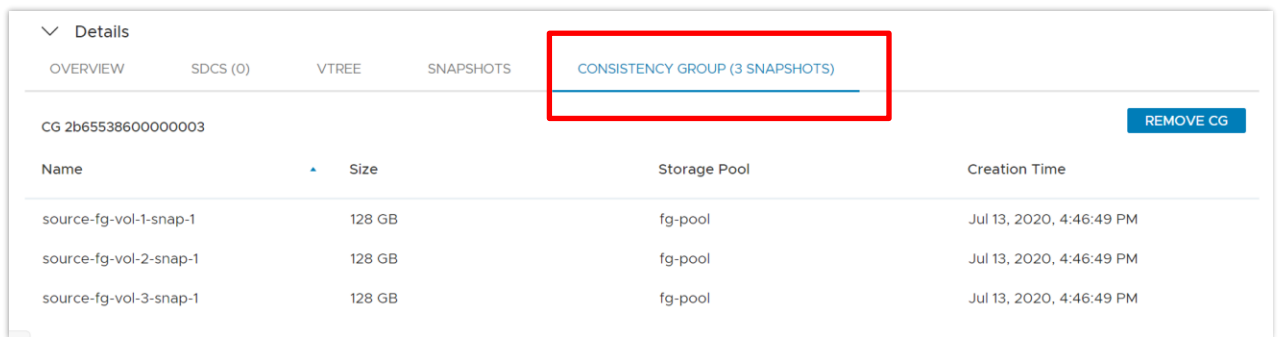 Details
OVERVIEW SDCS (0) VTREE SNAPSHOTS CONSISTENCY GROUP (3 SNAPSHOTS)
CG 2b65538600000003 REMOVE CG
Name Size Storage Pool Creation Time
source-fg-vol-1-snap-1 128 GB fg-pool Jul 13, 2020, 4:46:49 PM
source-fg-vol-2-snap-1 128 GB fg-pool Jul 13, 2020, 4:46:49 PM
source-fg-vol-3-snap-1 128 GB fg-pool Jul 13, 2020, 4:46:49 PM